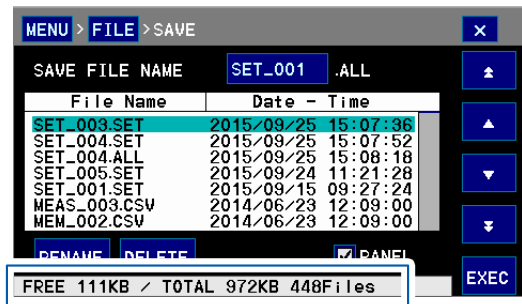 MENU > FILE >SAVE ×
SAVE FILE NAME SET_001 .ALL
File Name Date - Time
SET_003.SET 2015/09/25 15:07:36
SET_004.SET 2015/09/25 15:07:52
SET_004.ALL 2015/09/25 15:08:18
SET_005.SET 2015/09/24 11:21:28
SET_001.SET 2015/09/15 09:27:24
MEAS_003.CSV 2014/06/23 12:09:00
MEM_002.CSV 2014/06/23 12:09:00
RENAME DELETE PANEL
FREE 111KB / TOTAL 972KB 448Files EXEC